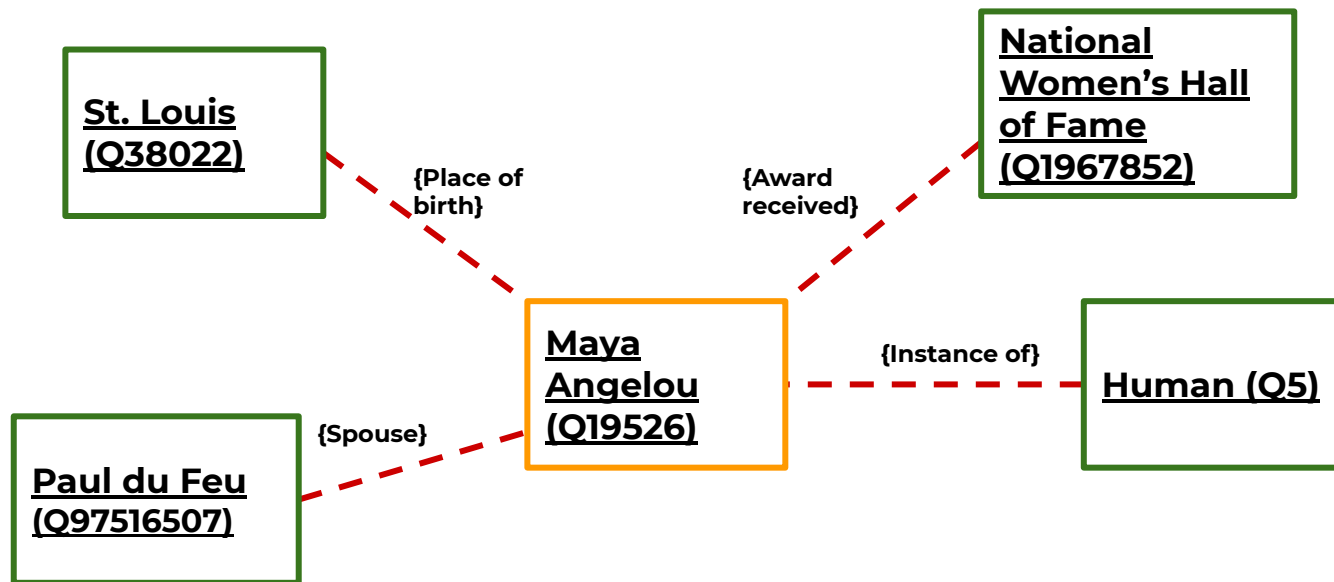 St. Louis
(Q38022)
National
Women’s Hall
of Fame
(Q1967852)
{Place of
birth}
{Award
received}
Maya
Angelou
(Q19526)
{Instance of}
Human (Q5)
{Spouse}
Paul du Feu
(Q97516507)